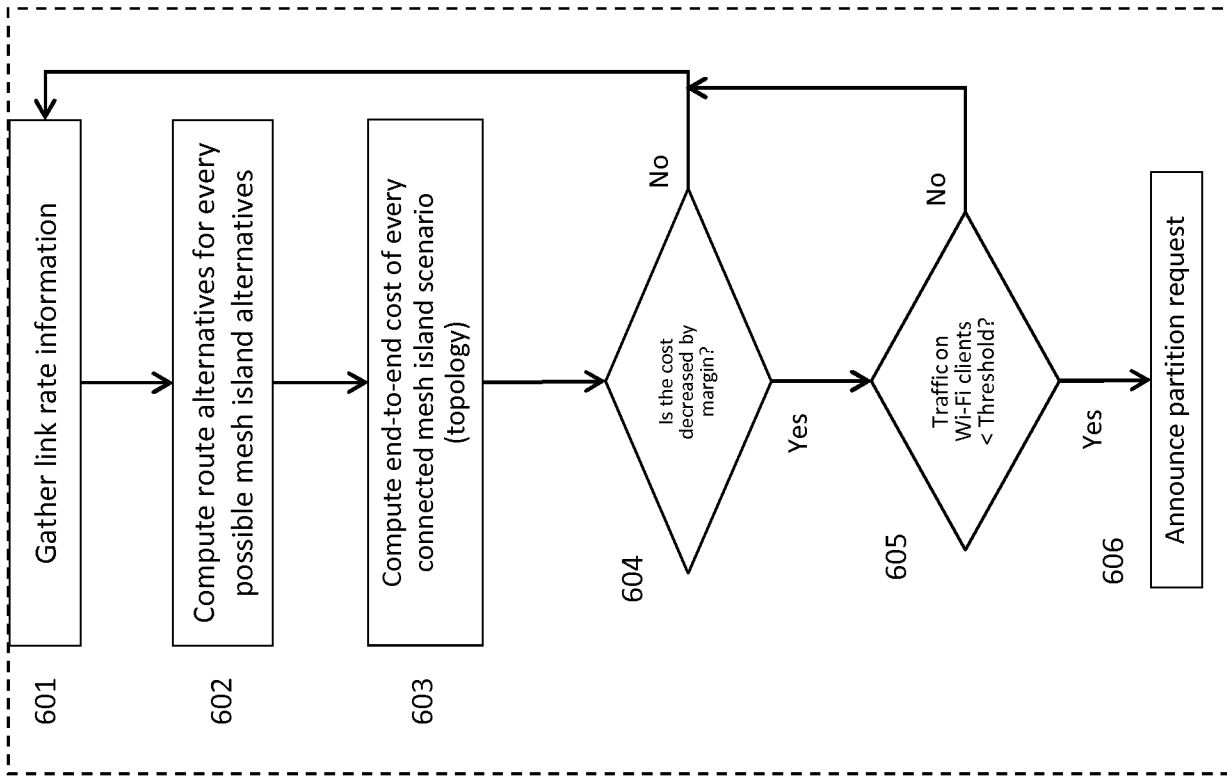 601
Gather link rate information
602
Compute route alternatives for every
possible mesh island alternatives
603
Compute end-to-end cost of every
connected mesh island scenario
(topology)
604
Is the cost
decreased by
margin?
No
Yes
605
Traffic on
Wi-Fi clients
< Threshold?
No
Yes
606
Announce partition request